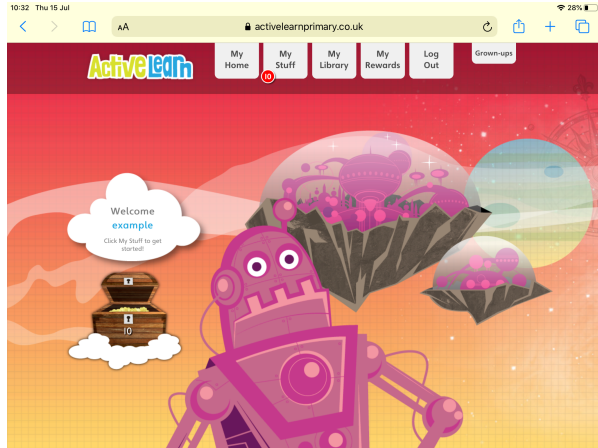 10:32 Thu 15 Jul
28%
AA
activelearnprimary.co.uk
ActiveLearn
My Home
My Stuff
10
My Library
My Rewards
Log Out
Grown-ups
Welcome
example
Click My Stuff to get
started!
10